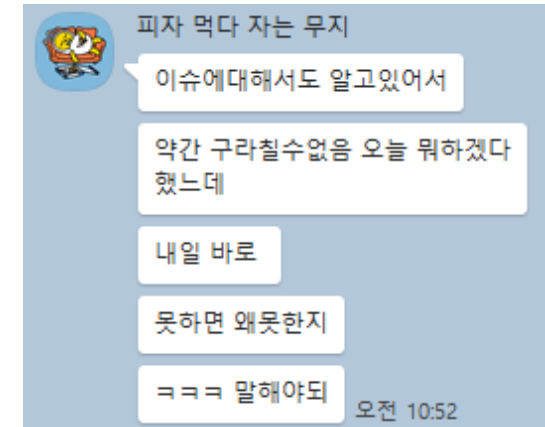 피자 먹다 자는 무지
이슈에대해서도 알고있어서
약간 구라칠수없음 오늘 뭐하겠다
했느데
내일 바로
못하면 왜못한지
ㅋㅋㅋ 말해야되
오전 10:52